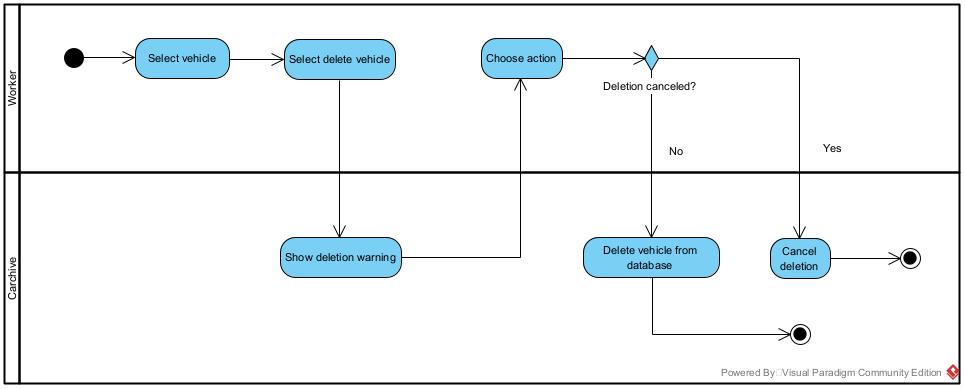 Worker
Select vehicle
Select delete vehicle
Choose action
Deletion canceled?
No
Yes
Carchive
Show deletion warning
Delete vehicle from
database
Cancel
deletion
Powered By Visual Paradigm Community Edition